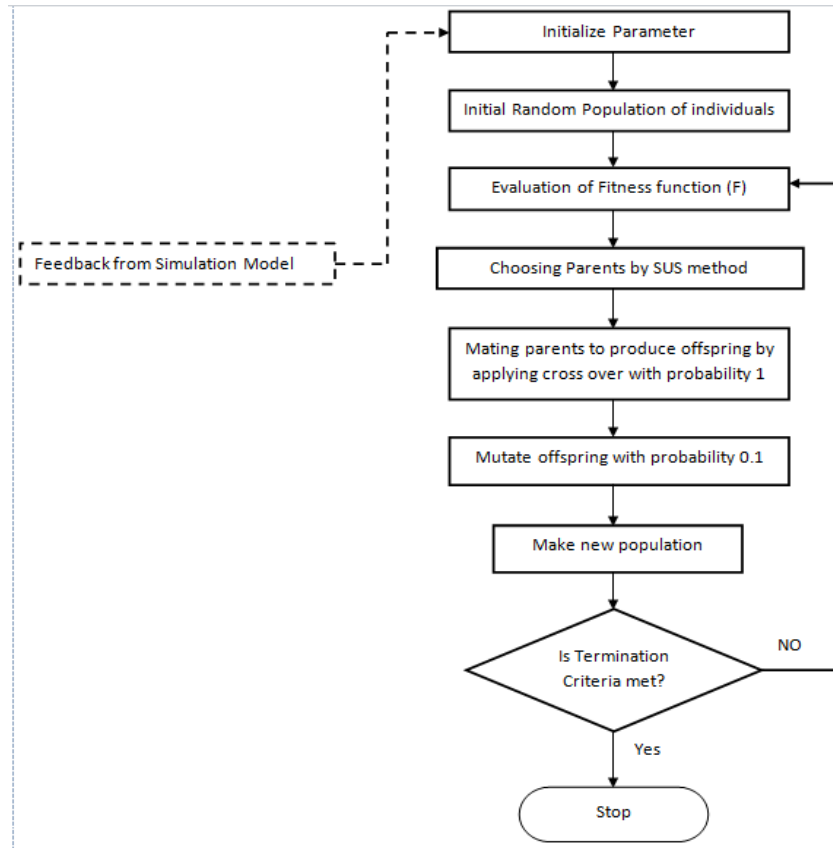 Initialize Parameter
Initial Random Population of individuals
Evaluation of Fitness function (F)
Feedback from Simulation Model
Choosing Parents by SUS method
Mating parents to produce offspring by
applying cross over with probability 1
Mutate offspring with probability 0.1
Make new population
Is Termination
Criteria met?
NO
Yes
Stop